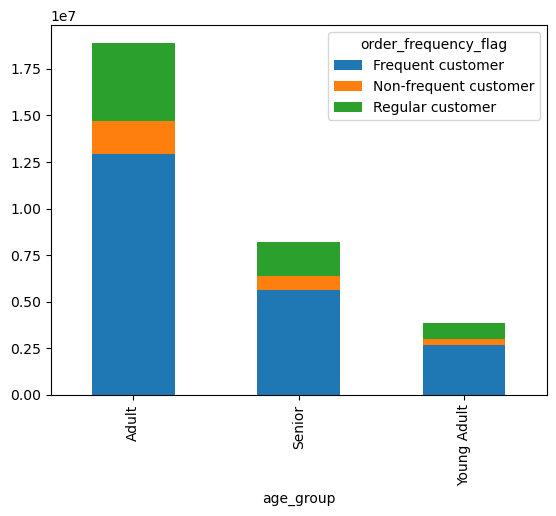 1e7
order_frequency_flag
Frequent customer
Non-frequent customer
Regular customer
1.75
1.50
1.25
1.00
0.75
0.50
0.25
0.00
Adult
Senior
Young Adult
age_group